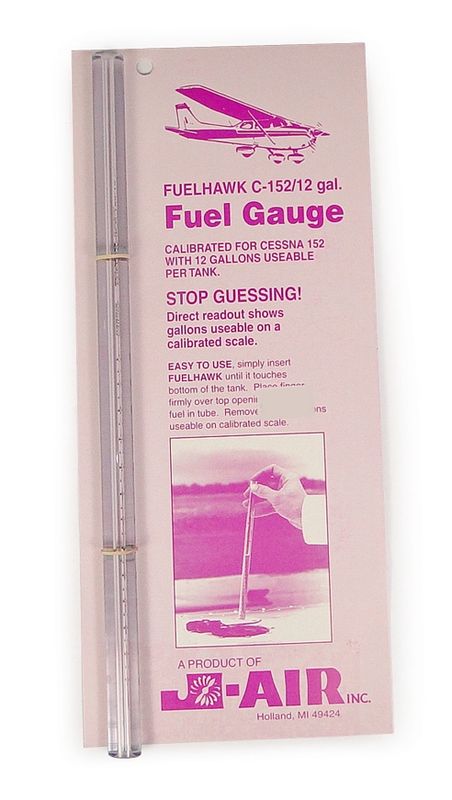 FUELHAWK C-152/12 gal.
Fuel Gauge
CALIBRATED FOR CESSNA 152
WITH 12 GALLONS USEABLE
PER TANK.
STOP GUESSING!
Direct readout shows
gallons useable on a
calibrated scale.
EASY TO USE, simply insert
FUELHAWK until it touches
bottom of the tank. Place finger
firmly over top
fuel in tube.
useable on calibrated scale.
A PRODUCT OF
J-AIR INC.
Holland, MI 49424